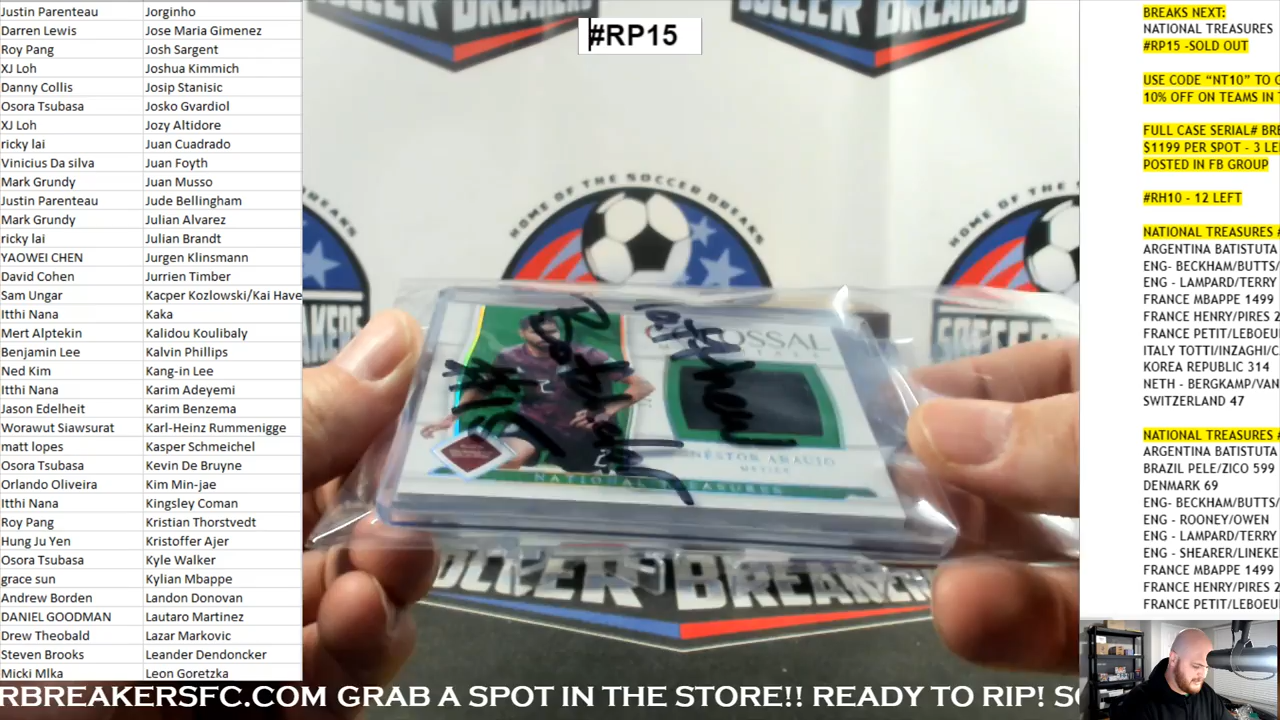 #RP15
Justin Parenteau Jorginho
Darren Lewis Jose Maria Gimenez
Roy Pang Josh Sargent
XJ Loh Joshua Kimmich
Danny Collis Josip Stanisic
Osora Tsubasa Josko Gvardiol
XJ Loh Jozy Altidore
ricky lai Juan Cuadrado
Vinicius Da silva Juan Foyth
Mark Grundy Juan Musso
Justin Parenteau Jude Bellingham
Mark Grundy Julian Alvarez
ricky lai Julian Brandt
YAOWEI CHEN Jurgen Klinsmann
David Cohen Jurrien Timber
Sam Ungar Kacper Kozlowski/Kai Have
Itthi Nana Kaka
Mert Alptekin Kalidou Koulibaly
Benjamin Lee Kalvin Phillips
Ned Kim Kang-in Lee
Itthi Nana Karim Adeyemi
Jason Edelheit Karim Benzema
Worawut Siawsurat Karl-Heinz Rummenigge
matt lopes Kasper Schmeichel
Osora Tsubasa Kevin De Bruyne
Orlando Oliveira Kim Min-jae
Itthi Nana Kingsley Coman
Roy Pang Kristian Thorstvedt
Hung Ju Yen Kristoffer Ajer
Osora Tsubasa Kyle Walker
grace sun Kylian Mbappe
Andrew Borden Landon Donovan
DANIEL GOODMAN Lautaro Martinez
Drew Theobald Lazar Markovic
Steven Brooks Leander Dendoncker
Micki Mlka Leon Goretzka
HOME OF THE SOCCER BREAKS
SOCCER BREAKERS
NÉSTOR ARAUJO
MEXICO
NATIONAL TREASURES
BREAKS NEXT:
NATIONAL TREASURES
#RP15 -SOLD OUT
USE CODE “NT10” TO G
10% OFF ON TEAMS IN T
FULL CASE SERIAL# BRE
$1199 PER SPOT - 3 LE
POSTED IN FB GROUP
#RH10 - 12 LEFT
NATIONAL TREASURES #
ARGENTINA BATISTUTA
ENG- BECKHAM/BUTTS/
ENG - LAMPARD/TERRY
FRANCE MBAPPE 1499
FRANCE HENRY/PIRES 2
FRANCE PETIT/LEBOEU
ITALY TOTTI/INZAGHI/C
KOREA REPUBLIC 314
NETH - BERGKAMP/VAN
SWITZERLAND 47
NATIONAL TREASURES #
ARGENTINA BATISTUTA
BRAZIL PELE/ZICO 599
DENMARK 69
ENG- BECKHAM/BUTTS/
ENG - ROONEY/OWEN
ENG - LAMPARD/TERRY
ENG - SHEARER/LINEKE
FRANCE MBAPPE 1499
FRANCE HENRY/PIRES 2
FRANCE PETIT/LEBOEU
RBREAKERSFC.COM GRAB A SPOT IN THE STORE!! READY TO RIP! SO